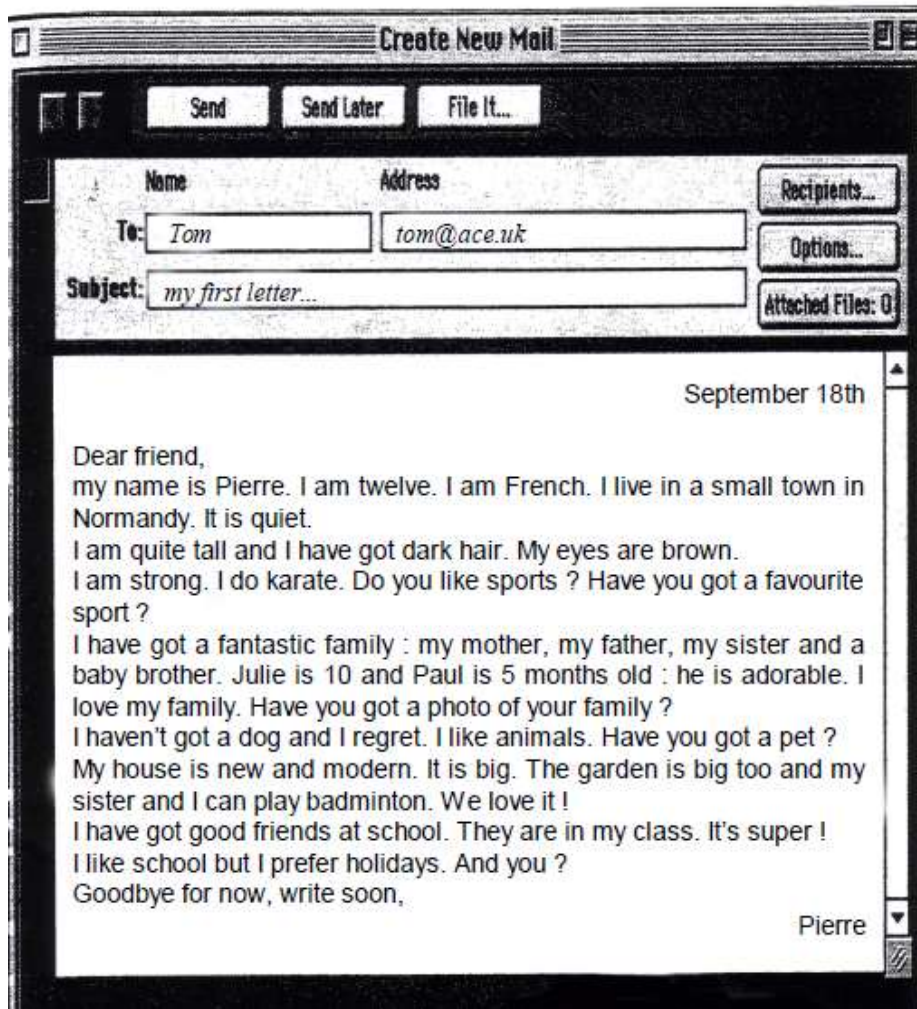 Create New Mail
Send
Send Later
File It...
Name
Address
Recipients...
To:
Tom
tom@ace.uk
Options...
Subject:
my first letter...
Attached Files: 0
September 18th
Dear friend,
my name is Pierre. I am twelve. I am French. I live in a small town in
Normandy. It is quiet.
I am quite tall and I have got dark hair. My eyes are brown.
I am strong. I do karate. Do you like sports ? Have you got a favourite
sport ?
I have got a fantastic family : my mother, my father, my sister and a
baby brother. Julie is 10 and Paul is 5 months old : he is adorable. I
love my family. Have you got a photo of your family ?
I haven't got a dog and I regret. I like animals. Have you got a pet ?
My house is new and modern. It is big. The garden is big too and my
sister and I can play badminton. We love it !
I have got good friends at school. They are in my class. It's super !
I like school but I prefer holidays. And you ?
Goodbye for now, write soon,
Pierre